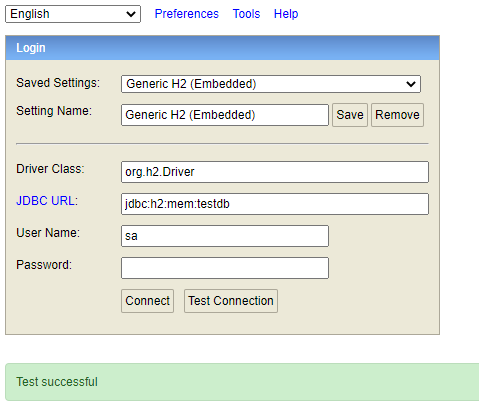 English Preferences Tools Help
Login
Saved Settings: Generic H2 (Embedded)
Setting Name: Generic H2 (Embedded) Save Remove
Driver Class: org.h2.Driver
JDBC URL: jdbc:h2:mem:testdb
User Name: sa
Password:
Connect Test Connection
Test successful